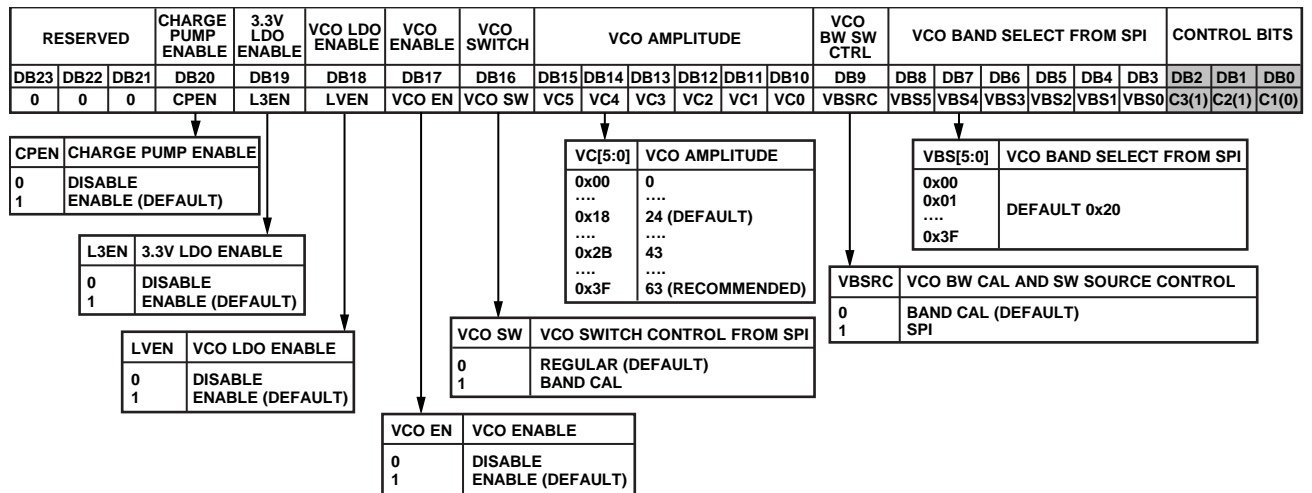 RESERVED
CHARGE PUMP ENABLE
3.3V LDO ENABLE
VCO LDO ENABLE
VCO ENABLE
VCO SWITCH
VCO AMPLITUDE
VCO BW SW CTRL
VCO BAND SELECT FROM SPI
CONTROL BITS
DB23 DB22 DB21 DB20 DB19 DB18 DB17 DB16 DB15 DB14 DB13 DB12 DB11 DB10 DB9 DB8 DB7 DB6 DB5 DB4 DB3 DB2 DB1 DB0
0 0 0 CPEN L3EN LVEN VCO EN VCO SW VC5 VC4 VC3 VC2 VC1 VC0 VBSRC VBS5 VBS4 VBS3 VBS2 VBS1 VBS0 C3(1) C2(1) C1(0)
CPEN CHARGE PUMP ENABLE
0 DISABLE
1 ENABLE (DEFAULT)
L3EN 3.3V LDO ENABLE
0 DISABLE
1 ENABLE (DEFAULT)
LVEN VCO LDO ENABLE
0 DISABLE
1 ENABLE (DEFAULT)
VCO EN VCO ENABLE
0 DISABLE
1 ENABLE (DEFAULT)
VCO SW VCO SWITCH CONTROL FROM SPI
0 REGULAR (DEFAULT)
1 BAND CAL
VC[5:0] VCO AMPLITUDE
0x00 0
.... ....
0x18 24 (DEFAULT)
.... ....
0x2B 43
.... ....
0x3F 63 (RECOMMENDED)
VBSRC VCO BW CAL AND SW SOURCE CONTROL
0 BAND CAL (DEFAULT)
1 SPI
VBS[5:0] VCO BAND SELECT FROM SPI
0x00
0x01
....
0x3F
DEFAULT 0x20